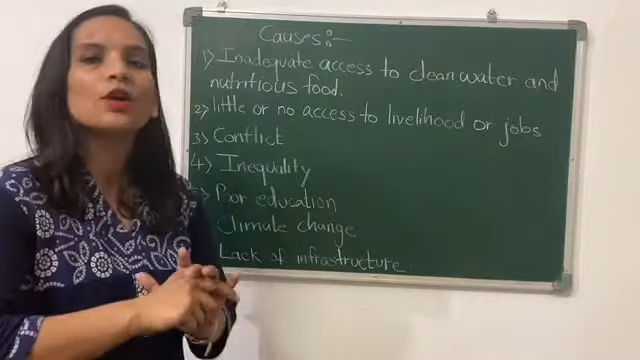 Causes:-
1) Inadequate access to clean water and
nutritious food.
2) little or no access to livelihood or jobs
3) Conflict
4) Inequality
5) Poor education
Climate change
Lack of infrastructure.